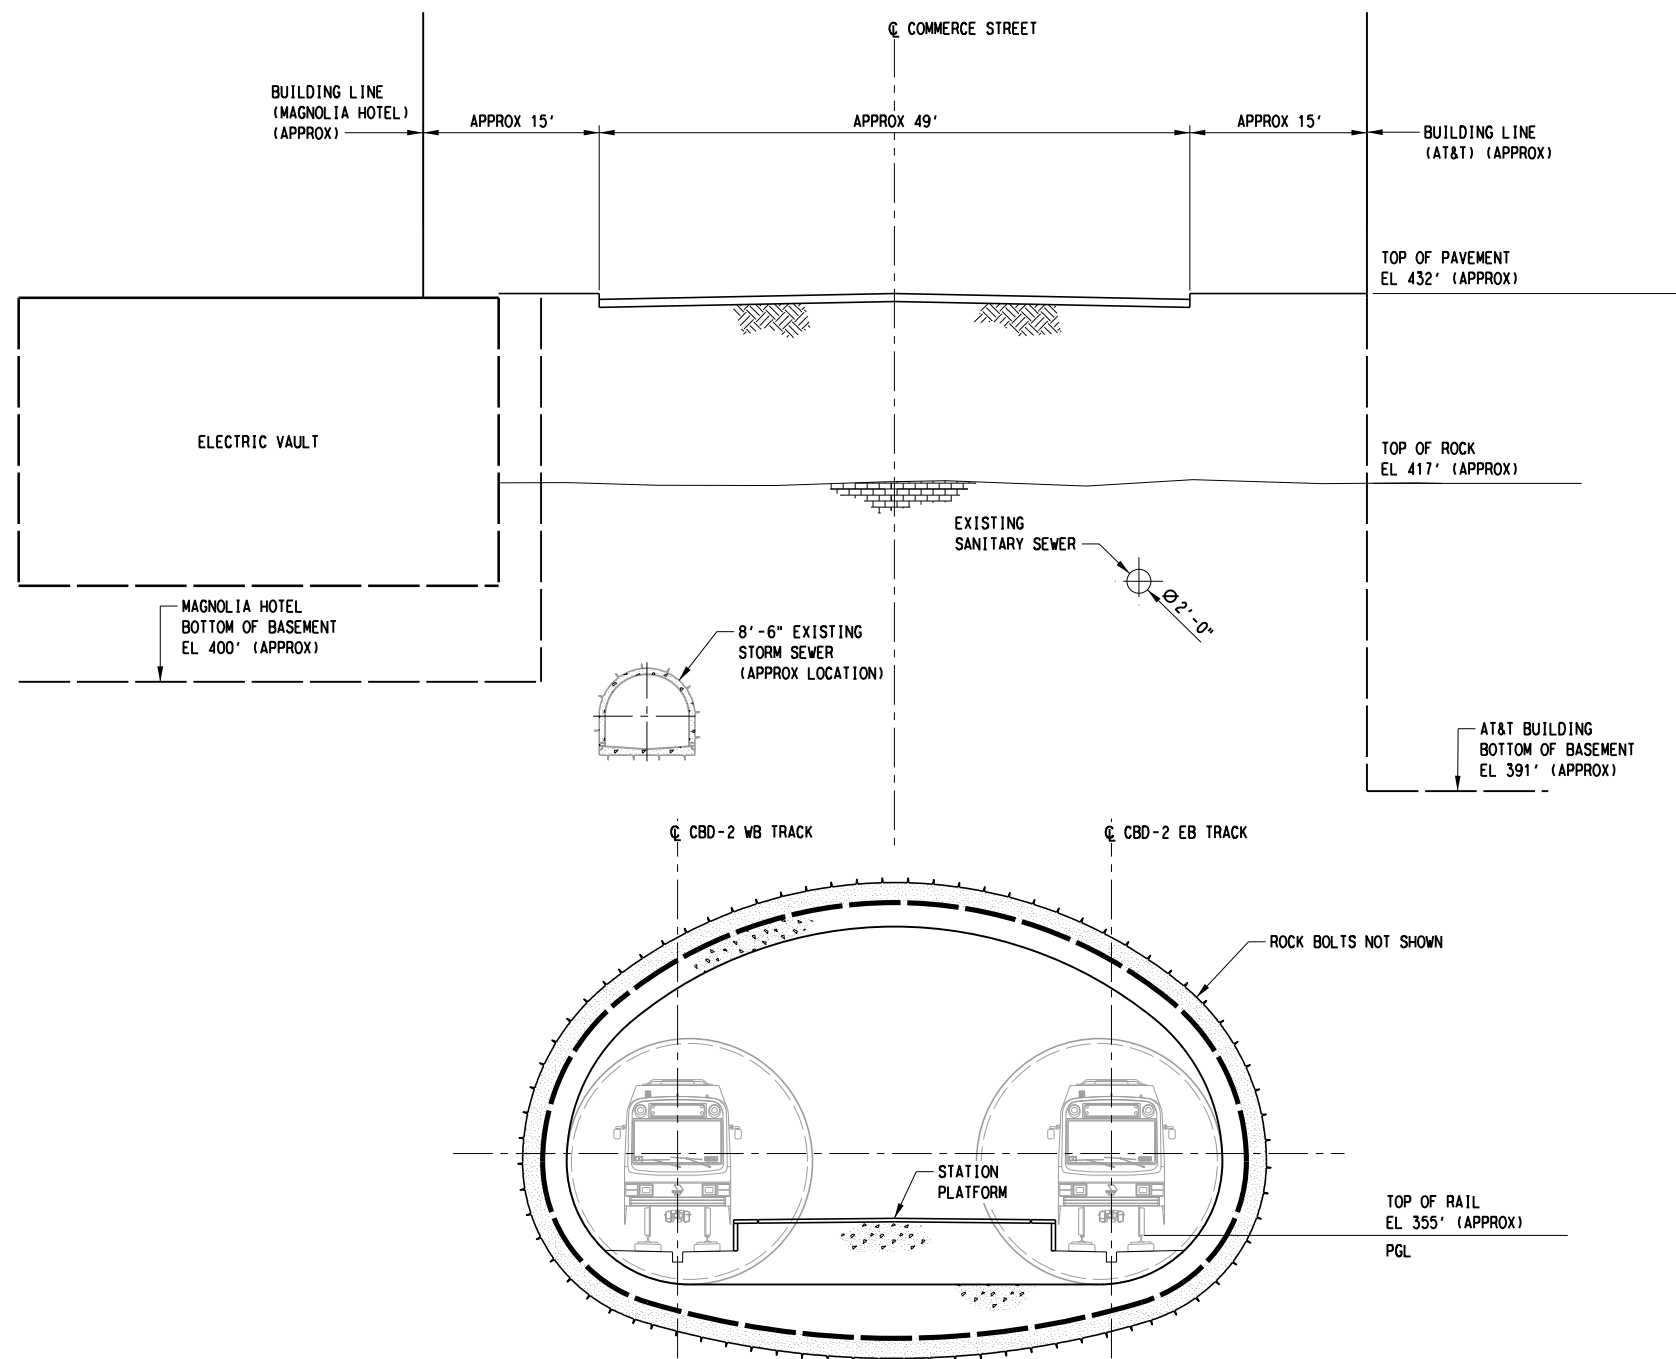 ℄ COMMERCE STREET
BUILDING LINE
(MAGNOLIA HOTEL)
(APPROX)
APPROX 15'
APPROX 49'
APPROX 15'
BUILDING LINE
(AT&T) (APPROX)
TOP OF PAVEMENT
EL 432' (APPROX)
ELECTRIC VAULT
TOP OF ROCK
EL 417' (APPROX)
EXISTING
SANITARY SEWER
Ø2'-0"
MAGNOLIA HOTEL
BOTTOM OF BASEMENT
EL 400' (APPROX)
8'-6" EXISTING
STORM SEWER
(APPROX LOCATION)
AT&T BUILDING
BOTTOM OF BASEMENT
EL 391' (APPROX)
℄ CBD-2 WB TRACK
℄ CBD-2 EB TRACK
ROCK BOLTS NOT SHOWN
STATION
PLATFORM
TOP OF RAIL
EL 355' (APPROX)
PGL